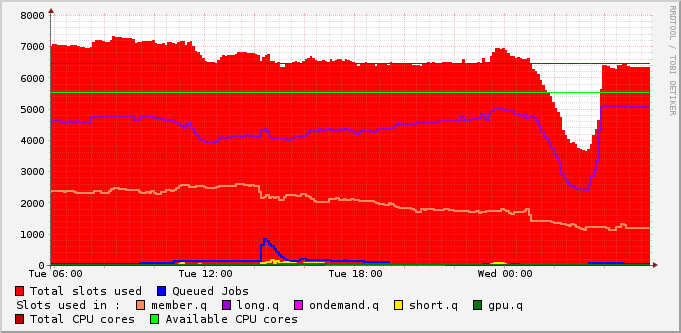 8000
7000
6000
5000
4000
3000
2000
1000
0
Tue 06:00 Tue 12:00 Tue 18:00 Wed 00:00
RRDTOOL / TOBI OETIKER
Total slots used Queued Jobs
Slots used in : member.q long.q ondemand.q short.q gpu.q
Total CPU cores Available CPU cores